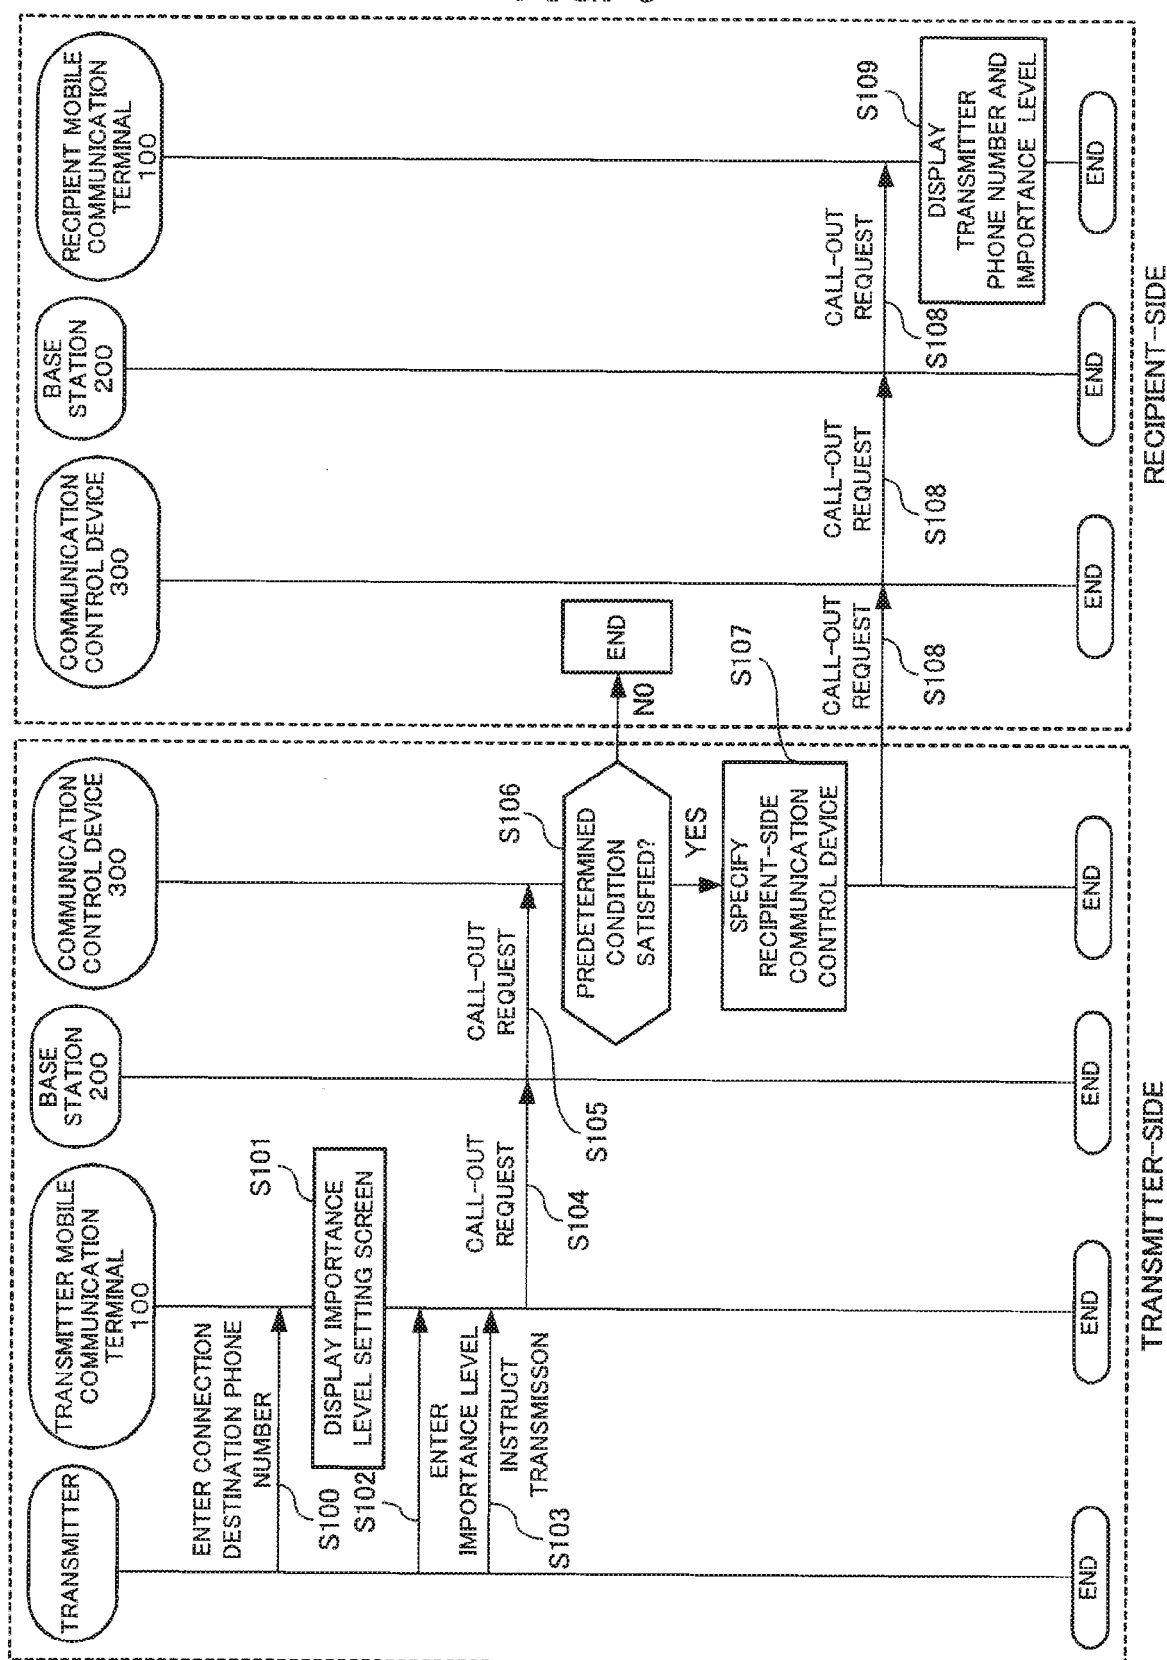 TRANSMITTER
TRANSMITTER MOBILE
COMMUNICATION
TERMINAL
100
BASE
STATION
200
COMMUNICATION
CONTROL DEVICE
300
COMMUNICATION
CONTROL DEVICE
300
BASE
STATION
200
RECIPIENT MOBILE
COMMUNICATION
TERMINAL
100
ENTER CONNECTION
DESTINATION PHONE
NUMBER
S100
S101
DISPLAY IMPORTANCE
LEVEL SETTING SCREEN
S102
ENTER
IMPORTANCE LEVEL
INSTRUCT
TRANSMISSON
S103
CALL-OUT
REQUEST
S104
CALL-OUT
REQUEST
S105
S106
PREDETERMINED
CONDITION
SATISFIED?
NO
END
YES
S107
SPECIFY
RECIPIENT-SIDE
COMMUNICATION
CONTROL DEVICE
CALL-OUT
REQUEST
S108
CALL-OUT
REQUEST
S108
CALL-OUT
REQUEST
S108
S109
DISPLAY
TRANSMITTER
PHONE NUMBER AND
IMPORTANCE LEVEL
END
END
END
END
END
END
END
TRANSMITTER-SIDE
RECIPIENT-SIDE